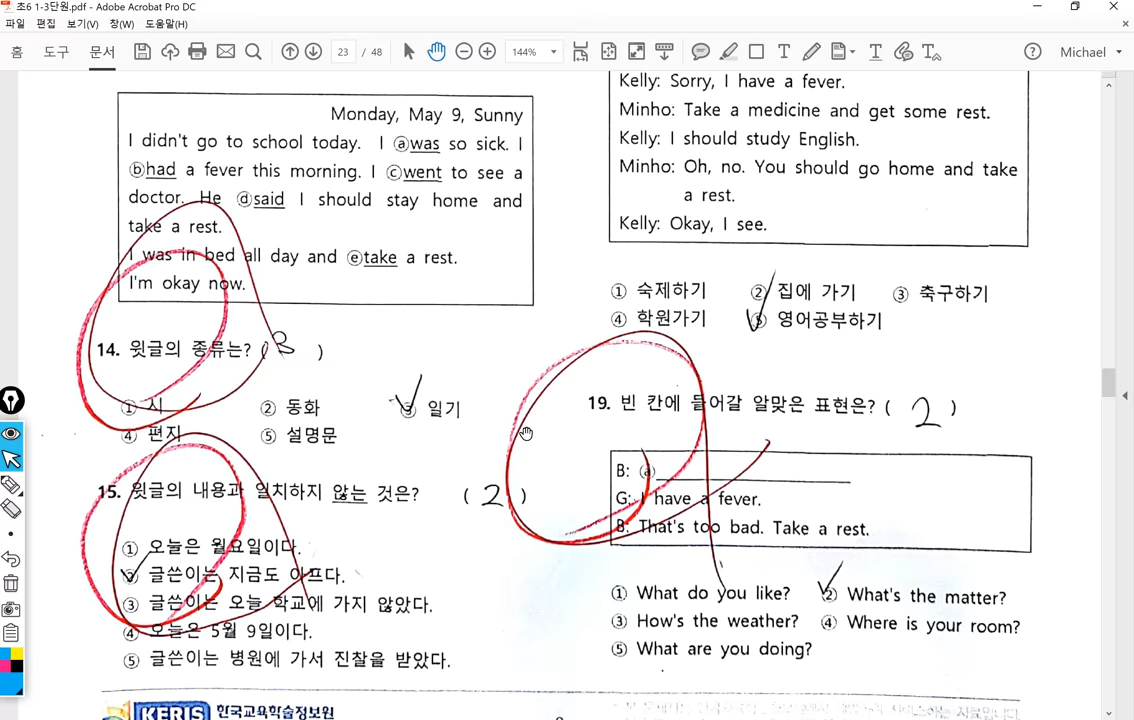 초6 1-3단원.pdf - Adobe Acrobat Pro DC
파일 편집 보기(V) 창(W) 도움말(H)
홈 도구 문서 23 / 48 144% Michael
Monday, May 9, Sunny
I didn't go to school today. I ⓐwas so sick. I
ⓑhad a fever this morning. I ⓒwent to see a
doctor. He ⓓsaid I should stay home and
take a rest.
I was in bed all day and ⓔtake a rest.
I'm okay now.
14. 윗글의 종류는? ( 3 )
① 시 ② 동화 ③ 일기
④ 편지 ⑤ 설명문
15. 윗글의 내용과 일치하지 않는 것은? ( 2 )
① 오늘은 월요일이다.
② 글쓴이는 지금도 아프다.
③ 글쓴이는 오늘 학교에 가지 않았다.
④ 오늘은 5월 9일이다.
⑤ 글쓴이는 병원에 가서 진찰을 받았다.
KERIS 한국교육학술정보원
Kelly: Sorry, I have a fever.
Minho: Take a medicine and get some rest.
Kelly: I should study English.
Minho: Oh, no. You should go home and take
a rest.
Kelly: Okay, I see.
① 숙제하기 ② 집에 가기 ③ 축구하기
④ 학원가기 ⑤ 영어공부하기
19. 빈 칸에 들어갈 알맞은 표현은? ( 2 )
B: ⓐ
G: I have a fever.
B: That's too bad. Take a rest.
① What do you like? ② What's the matter?
③ How's the weather? ④ Where is your room?
⑤ What are you doing?